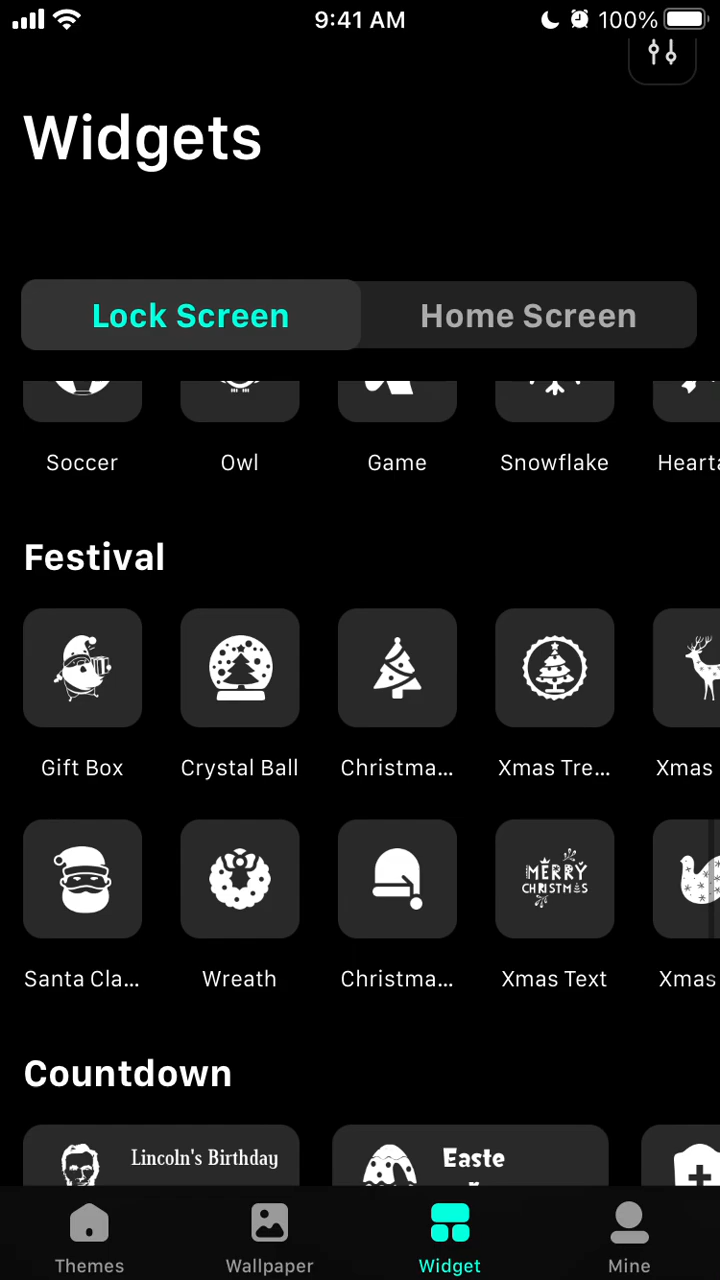 9:41 AM 100%
Widgets
Lock Screen Home Screen
Soccer Owl Game Snowflake Hearta
Festival
Gift Box Crystal Ball Christma... Xmas Tre... Xmas
MERRY
CHRISTMAS
Santa Cla... Wreath Christma... Xmas Text Xmas
Countdown
Lincoln's Birthday Easte
r
Themes Wallpaper Widget Mine